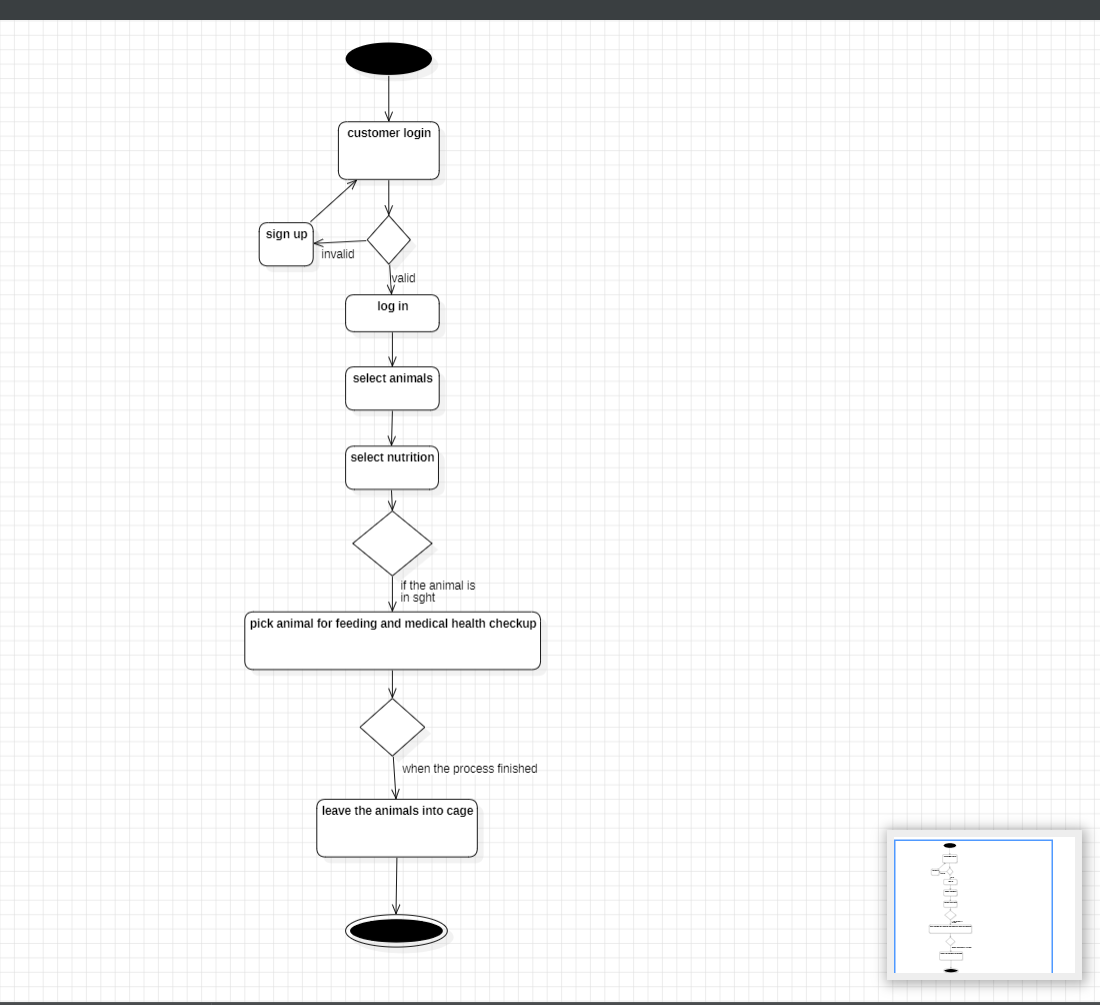 customer login
sign up
invalid
valid
log in
select animals
select nutrition
if the animal is
in sght
pick animal for feeding and medical health checkup
when the process finished
leave the animals into cage